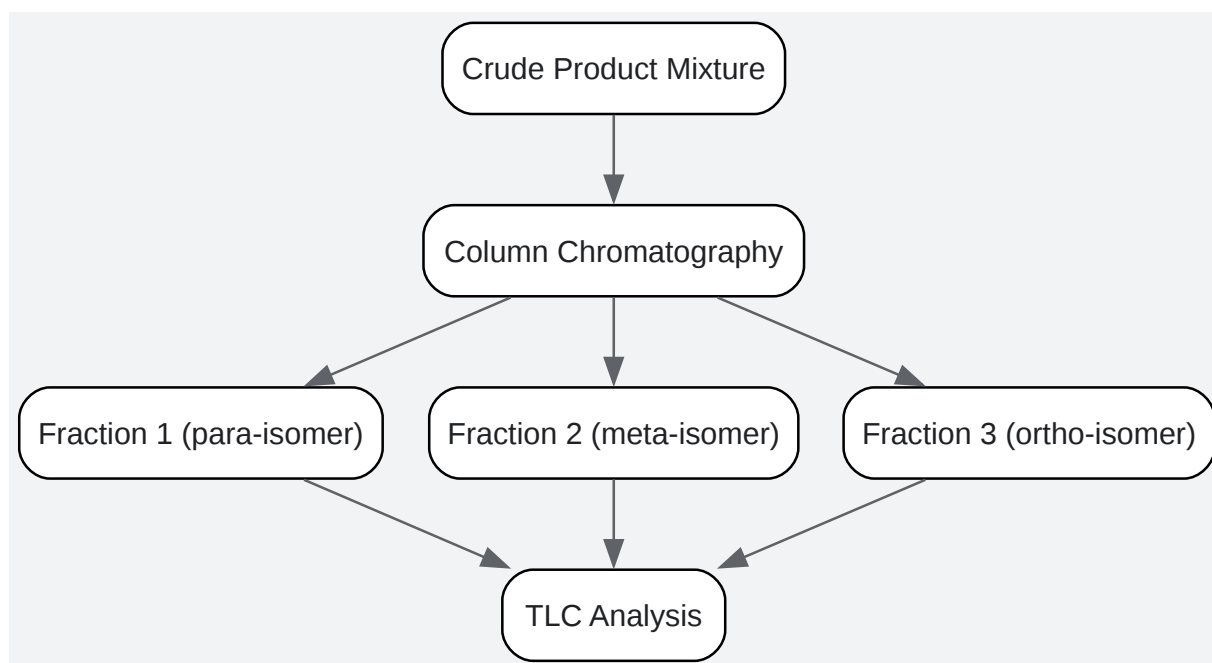 Crude Product Mixture
Column Chromatography
Fraction 1 (para-isomer)
Fraction 2 (meta-isomer)
Fraction 3 (ortho-isomer)
TLC Analysis